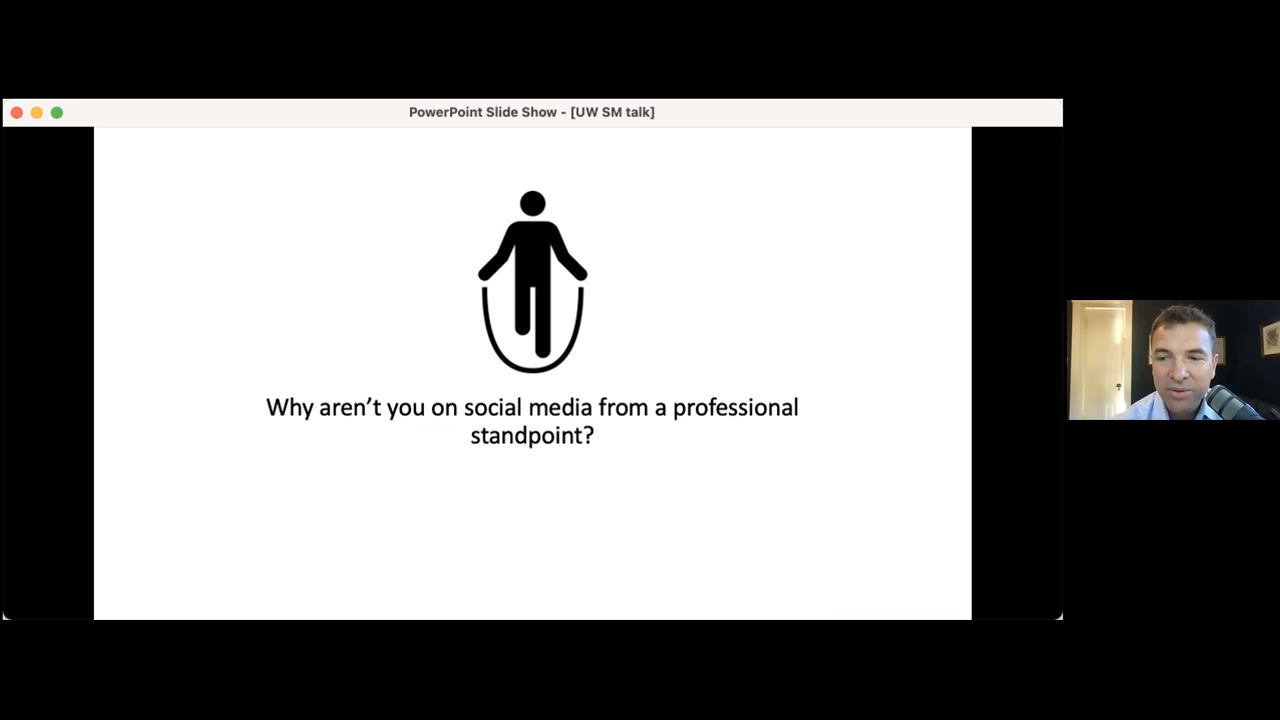 PowerPoint Slide Show - [UW SM talk]
Why aren’t you on social media from a professional
standpoint?